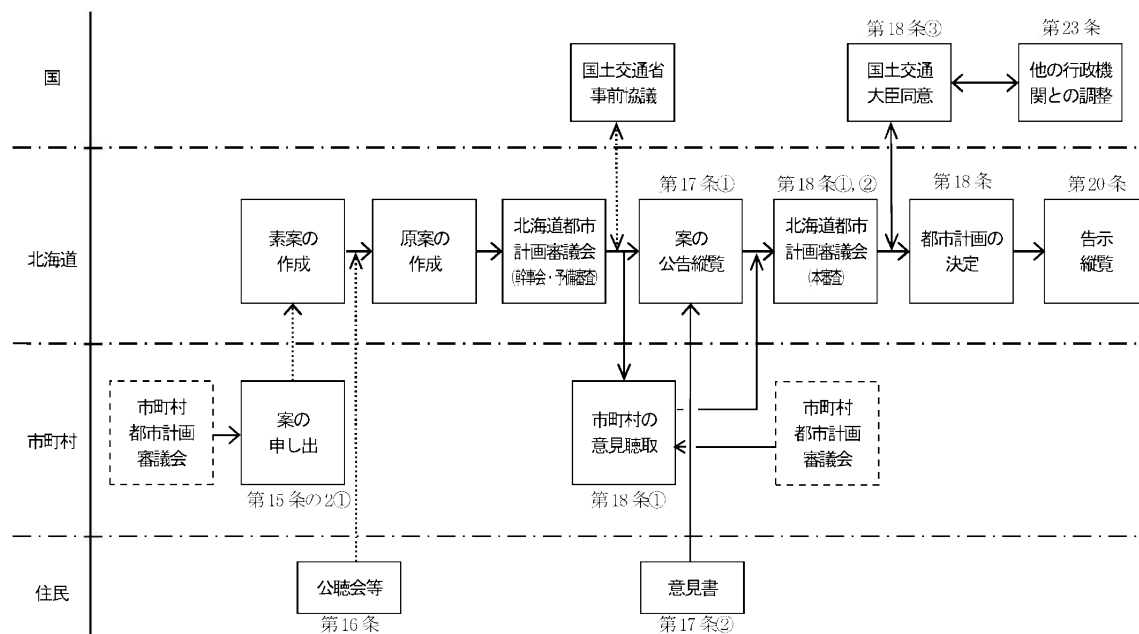 国
国土交通省
事前協議
第18条③
国土交通
大臣同意
第23条
他の行政機
関との調整
北海道
素案の
作成
原案の
作成
北海道都市
計画審議会
(幹事会・予備審査)
第17条①
案の
公告縦覧
第18条①,②
北海道都市
計画審議会
(本審査)
第18条
都市計画の
決定
第20条
告示
縦覧
市町村
市町村
都市計画
審議会
案の
申し出
第15条の2①
市町村の
意見聴取
第18条①
市町村
都市計画
審議会
住民
公聴会等
第16条
意見書
第17条②